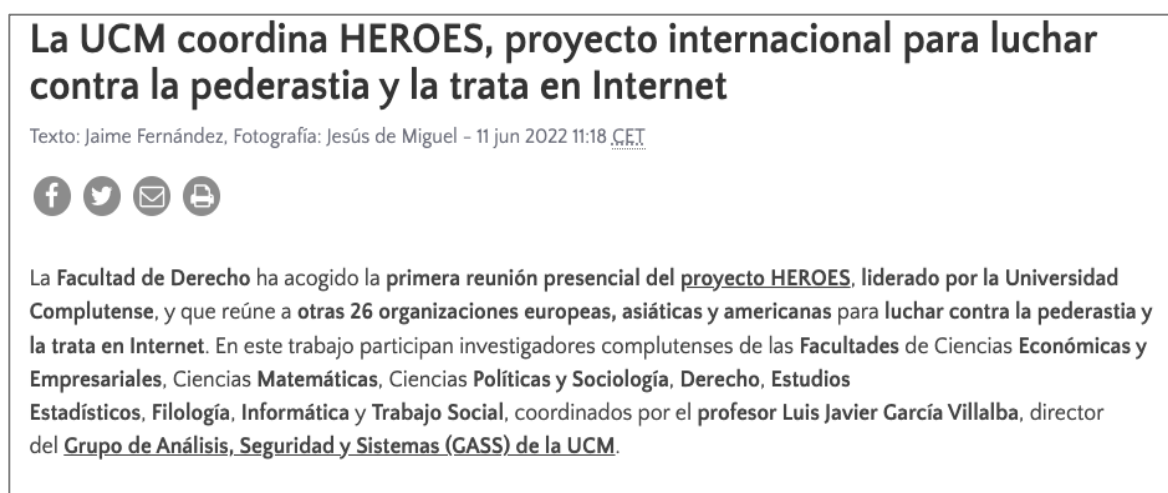 La UCM coordina HEROES, proyecto internacional para luchar
contra la pederastia y la trata en Internet
Texto: Jaime Fernández, Fotografía: Jesús de Miguel - 11 jun 2022 11:18 CET
La Facultad de Derecho ha acogido la primera reunión presencial del proyecto HEROES, liderado por la Universidad
Complutense, y que reúne a otras 26 organizaciones europeas, asiáticas y americanas para luchar contra la pederastia y
la trata en Internet. En este trabajo participan investigadores complutenses de las Facultades de Ciencias Económicas y
Empresariales, Ciencias Matemáticas, Ciencias Políticas y Sociología, Derecho, Estudios
Estadísticos, Filología, Informática y Trabajo Social, coordinados por el profesor Luis Javier García Villalba, director
del Grupo de Análisis, Seguridad y Sistemas (GASS) de la UCM.